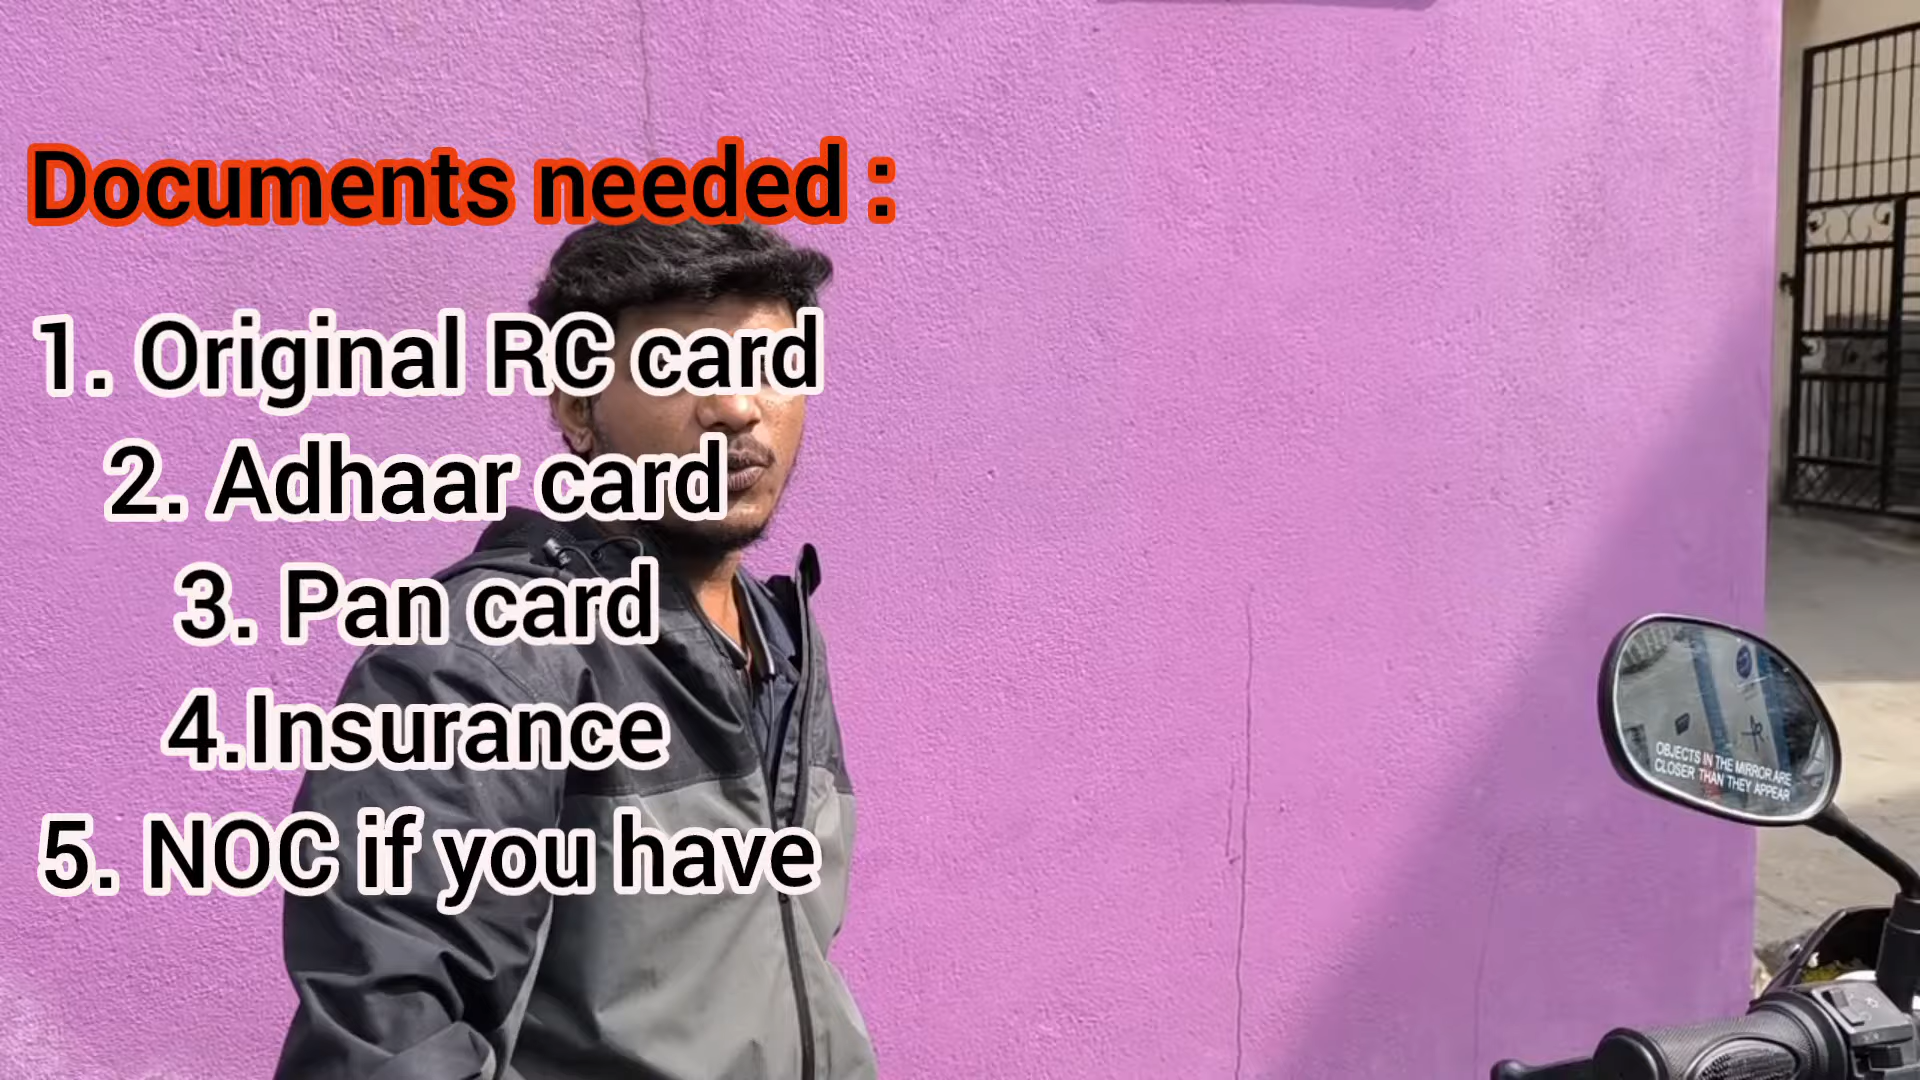 Documents needed :
1. Original RC card
2. Adhaar card
3. Pan card
4.Insurance
5. NOC if you have
OBJECTS IN THE MIRROR ARE
CLOSER THAN THEY APPEAR